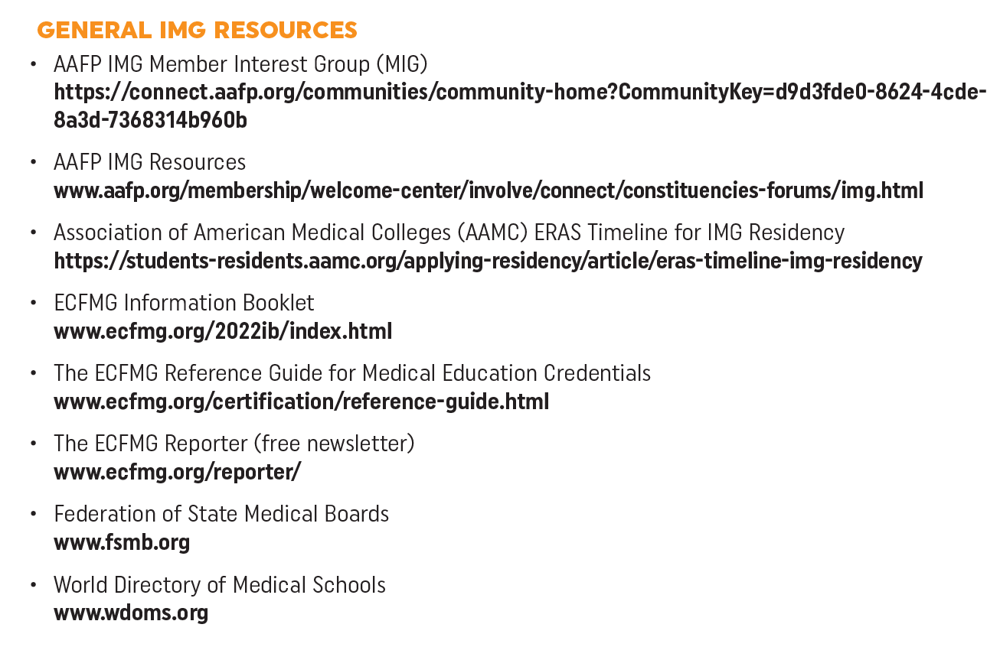 GENERAL IMG RESOURCES
• AAFP IMG Member Interest Group (MIG)
https://connect.aafp.org/communities/community-home?CommunityKey=d9d3fde0-8624-4cde-
8a3d-7368314b960b
• AAFP IMG Resources
www.aafp.org/membership/welcome-center/involve/connect/constituencies-forums/img.html
• Association of American Medical Colleges (AAMC) ERAS Timeline for IMG Residency
https://students-residents.aamc.org/applying-residency/article/eras-timeline-img-residency
• ECFMG Information Booklet
www.ecfmg.org/2022ib/index.html
• The ECFMG Reference Guide for Medical Education Credentials
www.ecfmg.org/certification/reference-guide.html
• The ECFMG Reporter (free newsletter)
www.ecfmg.org/reporter/
• Federation of State Medical Boards
www.fsmb.org
• World Directory of Medical Schools
www.wdoms.org